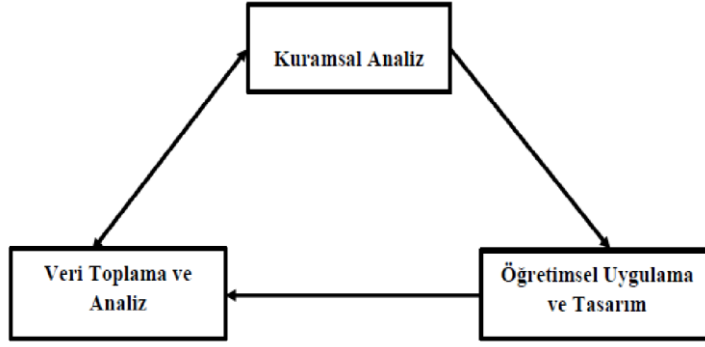 Kuramsal Analiz
Veri Toplama ve
Analiz
Öğretimsel Uygulama
ve Tasarım